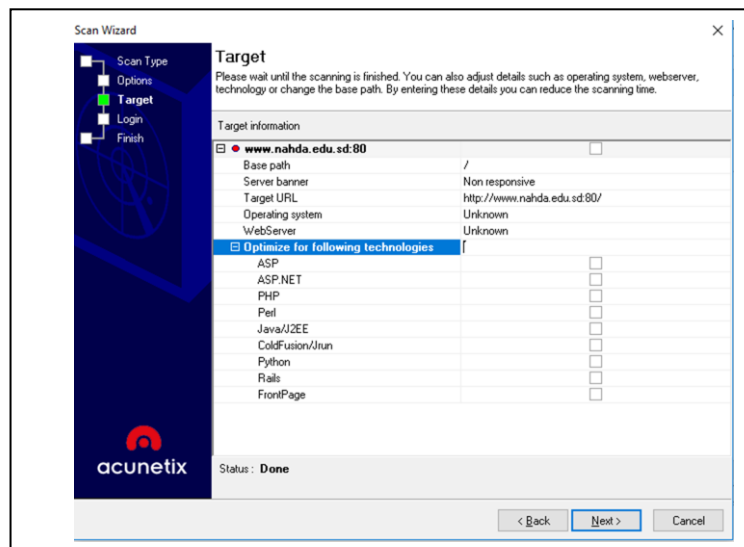 Scan Wizard
Scan Type
Options
Target
Login
Finish
acunetix
Target
Please wait until the scanning is finished. You can also adjust details such as operating system, webserver,
technology or change the base path. By entering these details you can reduce the scanning time.
Target information
www.nahda.edu.sd:80
Base path /
Server banner Non responsive
Target URL http://www.nahda.edu.sd:80/
Operating system Unknown
WebServer Unknown
Optimize for following technologies
ASP
ASP.NET
PHP
Perl
Java/J2EE
ColdFusion/Jrun
Python
Rails
FrontPage
Status : Done
< Back Next > Cancel